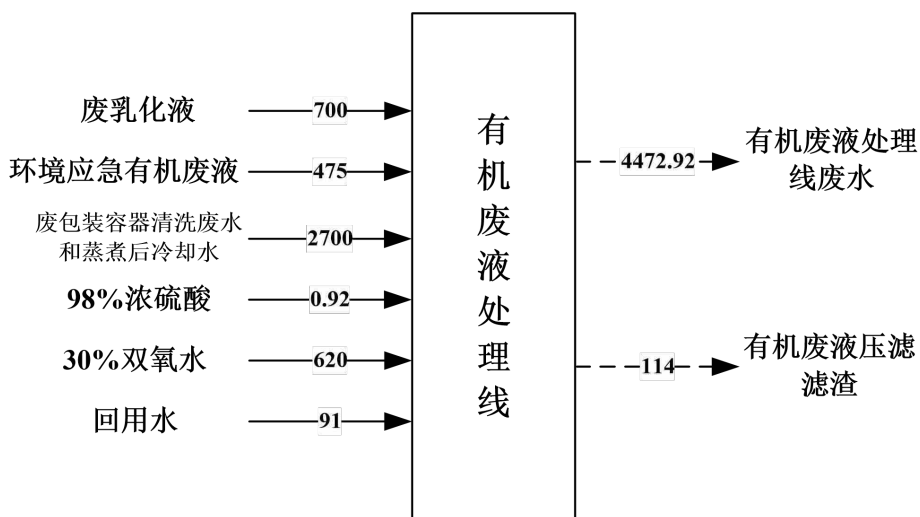 废乳化液
700
环境应急有机废液
475
废包装容器清洗废水
和蒸煮后冷却水
2700
98%浓硫酸
0.92
30%双氧水
620
回用水
91
有机废液处理线
4472.92
有机废液处理
线废水
114
有机废液压滤
滤渣